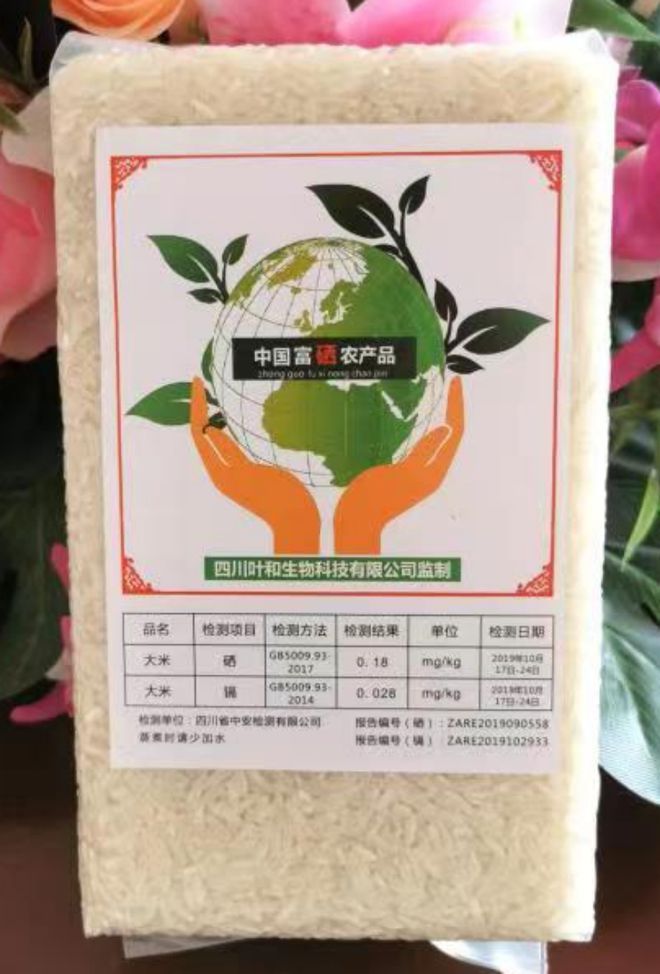 中国富硒农产品
zhong guo fu xi nong chan pin
四川叶和生物科技有限公司监制
品名 检测项目 检测方法 检测结果 单位 检测日期
大米 硒 GB5009.93-2017 0.18 mg/kg 2019年10月17日-24日
大米 镉 GB5009.93-2014 0.028 mg/kg 2019年10月17日-24日
检测单位：四川省中安检测有限公司 报告编号（硒）：ZARE2019090558
蒸煮时请少加水 报告编号（镉）：ZARE2019102933